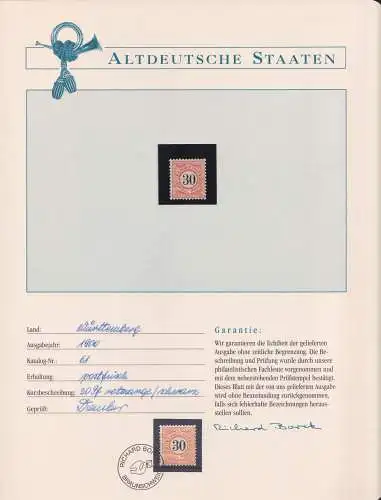 ALTDEUTSCHE STAATEN
30
Land: Württemberg
Ausgabejahr: 1900
Katalog-Nr.: 61
Erhaltung: postfrisch
Kurzbeschreibung: 30 Pf rotorange/schwarz
Geprüft:
Garantie:
Wir garantieren die Echtheit der gelieferten
Ausgabe ohne zeitliche Begrenzung. Die Be-
schreibung und Prüfung wurde durch unsere
philatelistischen Fachleute vorgenommen und
mit dem nebenstehenden Prüfstempel bestätigt.
Dieses Blatt mit der von uns gelieferten Ausgabe
wird ohne Beanstandung zurückgenommen,
falls sich fehlerhafte Bezeichnungen heraus-
stellen sollten.
Richard Borek
30
RICHARD BO
BRAUNSCHWEIG